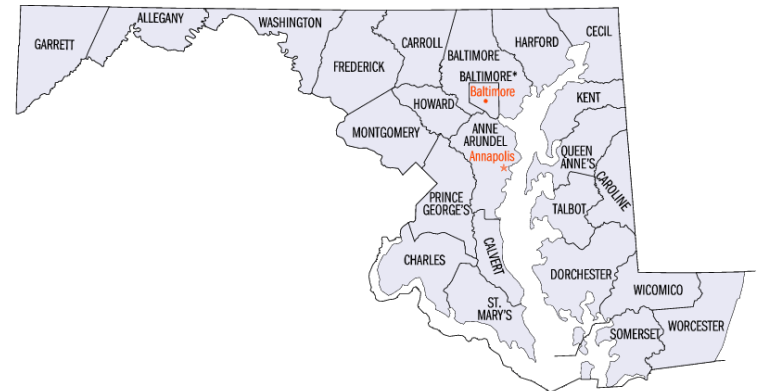 GARRETT
ALLEGANY
WASHINGTON
FREDERICK
CARROLL
BALTIMORE
HARFORD
CECIL
BALTIMORE*
Baltimore
KENT
HOWARD
MONTGOMERY
ANNE
ARUNDEL
Annapolis
QUEEN
ANNE'S
CAROLINE
PRINCE
GEORGE'S
TALBOT
CHARLES
CALVERT
DORCHESTER
WICOMICO
ST.
MARY'S
SOMERSET
WORCESTER